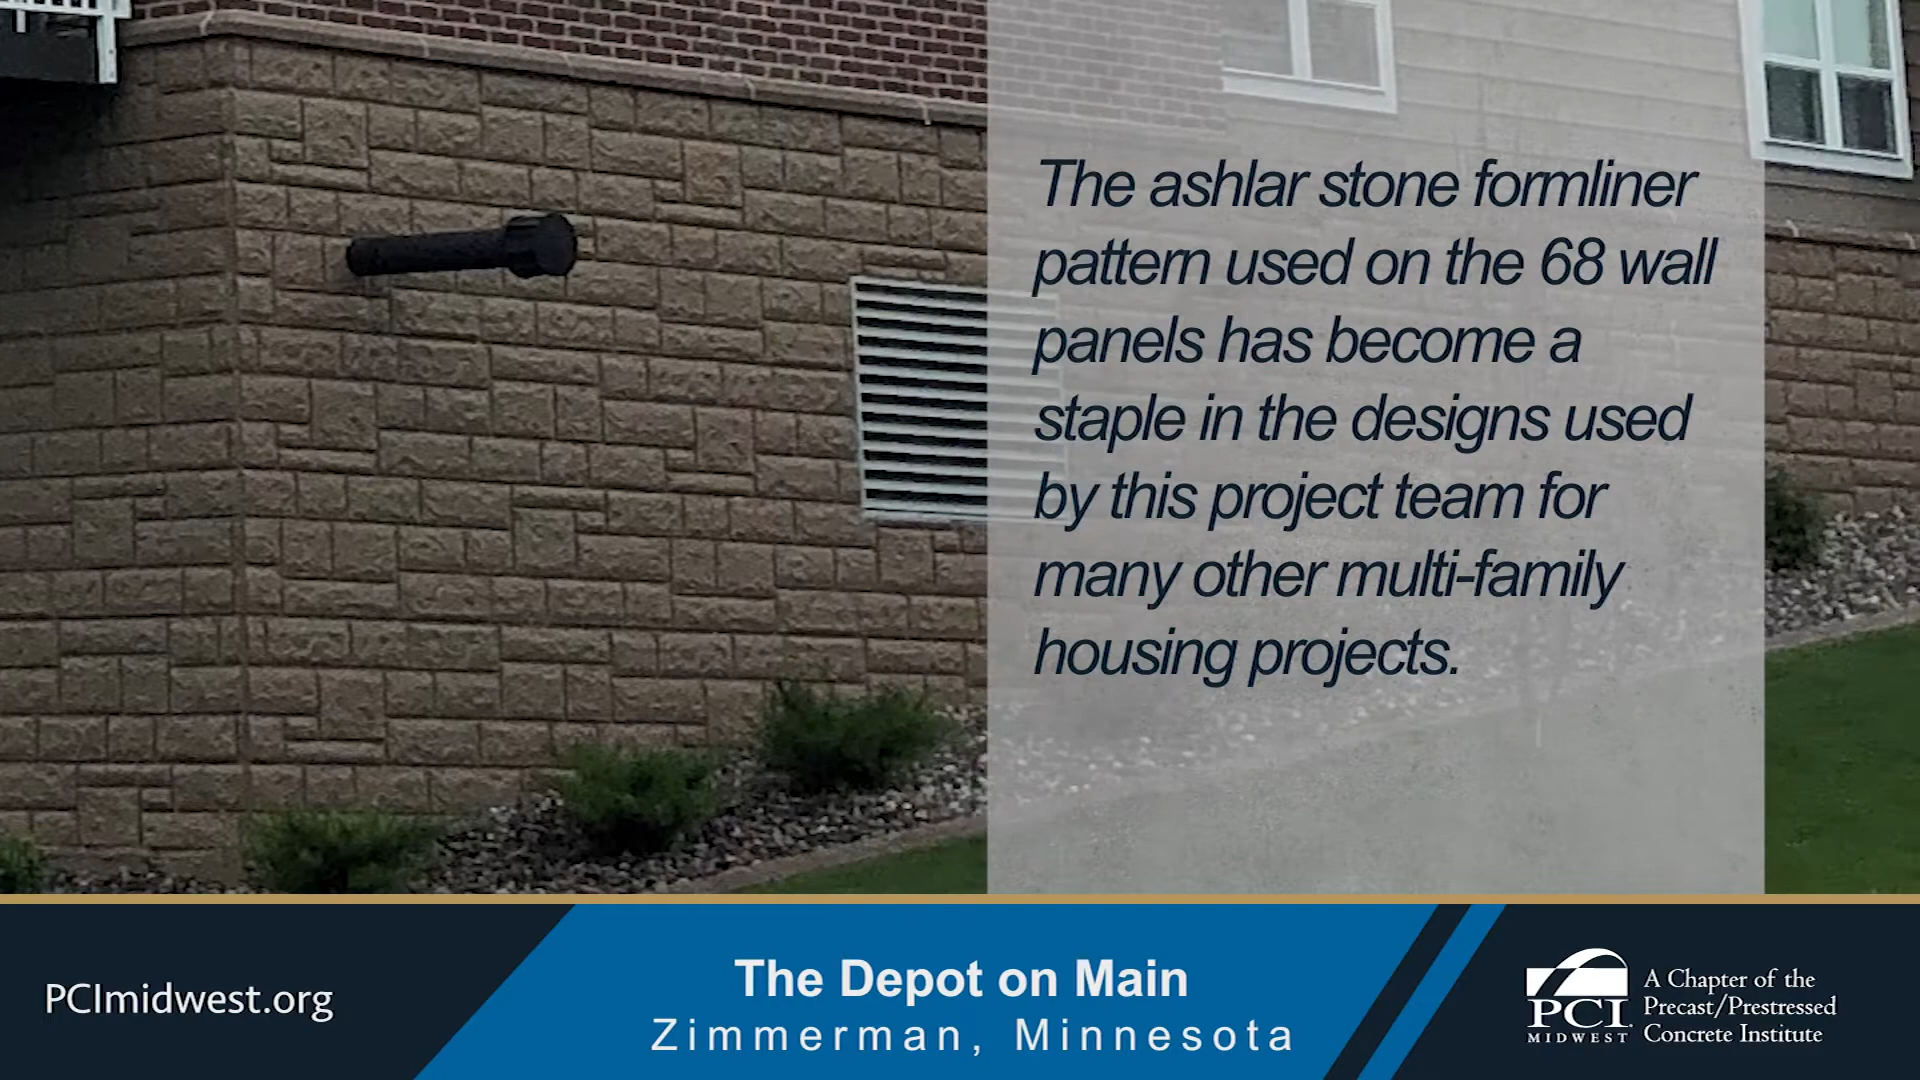 The ashlar stone formliner
pattern used on the 68 wall
panels has become a
staple in the designs used
by this project team for
many other multi-family
housing projects.
PCImidwest.org
The Depot on Main
Zimmerman, Minnesota
PCI
MIDWEST
A Chapter of the
Precast/Prestressed
Concrete Institute